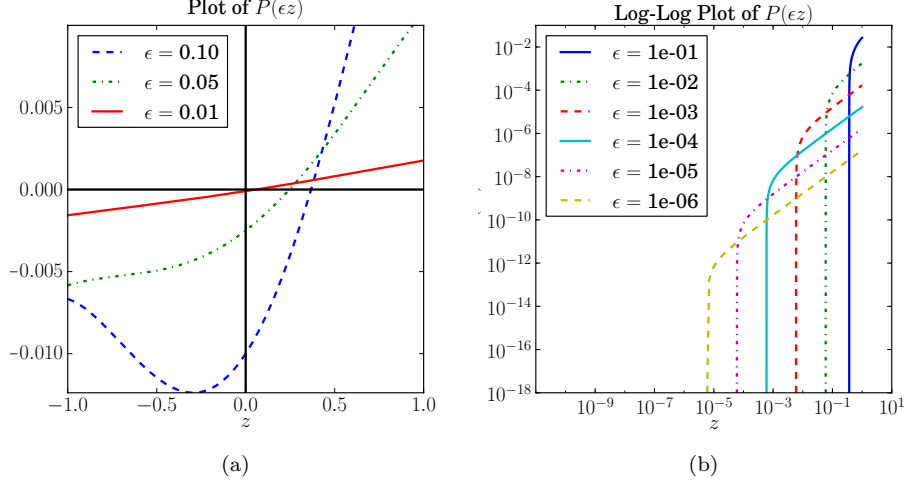 Plot of P(ϵz)
ϵ = 0.10
ϵ = 0.05
ϵ = 0.01
0.005
0.000
−0.005
−0.010
−1.0 −0.5 0.0 0.5 1.0
z
(a)
Log-Log Plot of P(ϵz)
ϵ = 1e-01
ϵ = 1e-02
ϵ = 1e-03
ϵ = 1e-04
ϵ = 1e-05
ϵ = 1e-06
10⁻²
10⁻⁴
10⁻⁶
10⁻⁸
10⁻¹⁰
10⁻¹²
10⁻¹⁴
10⁻¹⁶
10⁻¹⁸
10⁻⁹ 10⁻⁷ 10⁻⁵ 10⁻³ 10⁻¹ 10¹
z
(b)